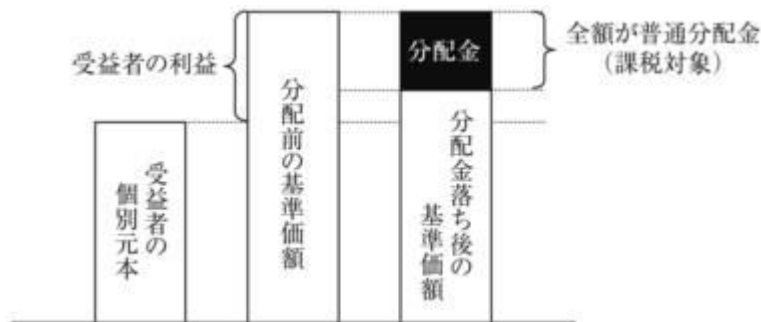 受益者の利益
受益者の
個別元本
分配前の基準価額
分配金
分配金落ち後の
基準価額
全額が普通分配金
（課税対象）